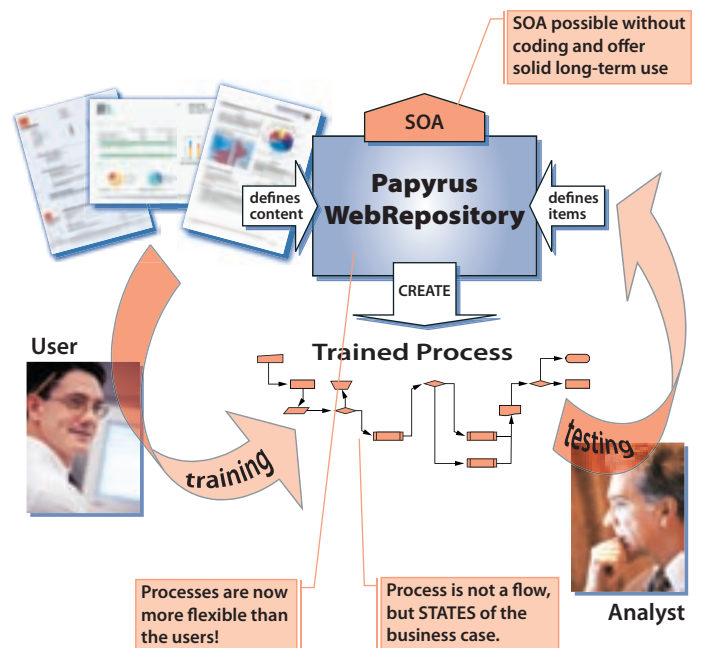 SOA possible without
coding and offer
solid long-term use
SOA
Papyrus
WebRepository
defines
content
defines
items
CREATE
User
Trained Process
training
testing
Analyst
Processes are now
more flexible than
the users!
Process is not a flow,
but STATES of the
business case.